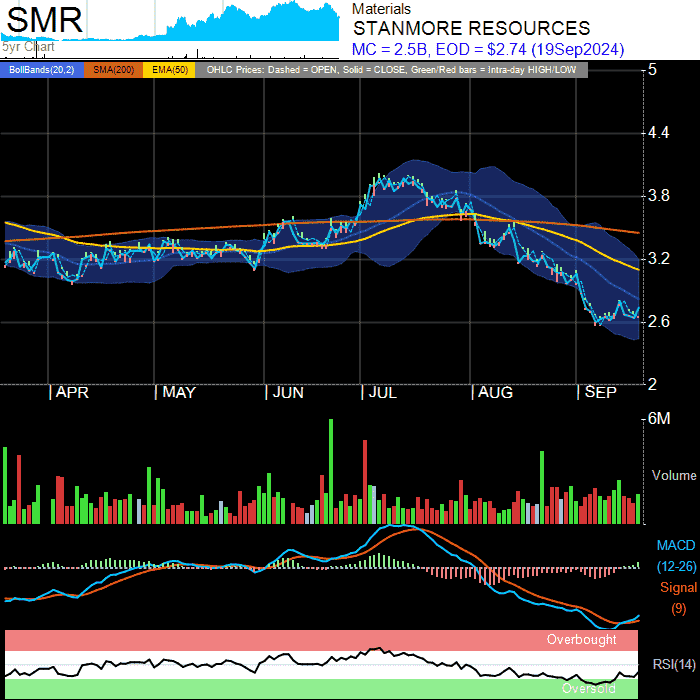 SMR
5yr Chart
Materials
STANMORE RESOURCES
MC = 2.5B, EOD = $2.74 (19Sep2024)
BollBands(20,2) SMA(200) EMA(50) OHLC Prices: Dashed = OPEN, Solid = CLOSE, Green/Red bars = Intra-day HIGH/LOW
5
4.4
3.8
3.2
2.6
2
APR MAY JUN JUL AUG SEP
6M
Volume
MACD
(12-26)
Signal
(9)
Overbought
RSI(14)
Oversold